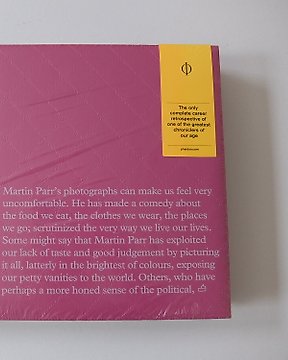 The only
complete career
retrospective of
one of the greatest
chroniclers of
our age
phaidon.com
Martin Parr's photographs can make us feel very
uncomfortable. He has made a comedy about
the food we eat, the clothes we wear, the places
we go; scrutinized the very way we live our lives.
Some might say that Martin Parr has exploited
our lack of taste and good judgement by picturing
it all, latterly in the brightest of colours, exposing
our petty vanities to the world. Others, who have
perhaps a more honed sense of the political,